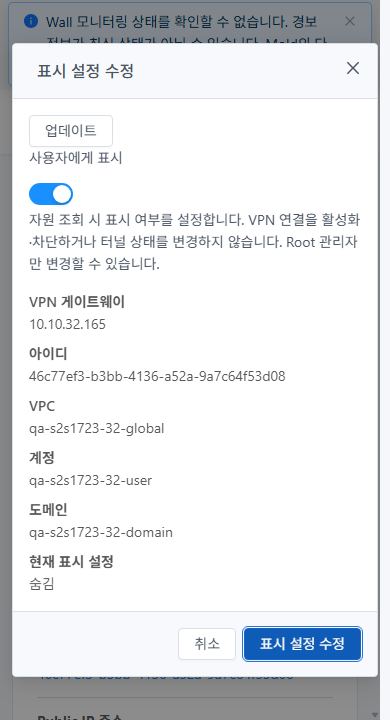 Wall 모니터링 상태를 확인할 수 없습니다. 경보
표시 설정 수정
업데이트
사용자에게 표시
자원 조회 시 표시 여부를 설정합니다. VPN 연결을 활성화
·차단하거나 터널 상태를 변경하지 않습니다. Root 관리자
만 변경할 수 있습니다.
VPN 게이트웨이
10.10.32.165
아이디
46c77ef3-b3bb-4136-a52a-9a7c64f53d08
VPC
qa-s2s1723-32-global
계정
qa-s2s1723-32-user
도메인
qa-s2s1723-32-domain
현재 표시 설정
숨김
취소
표시 설정 수정